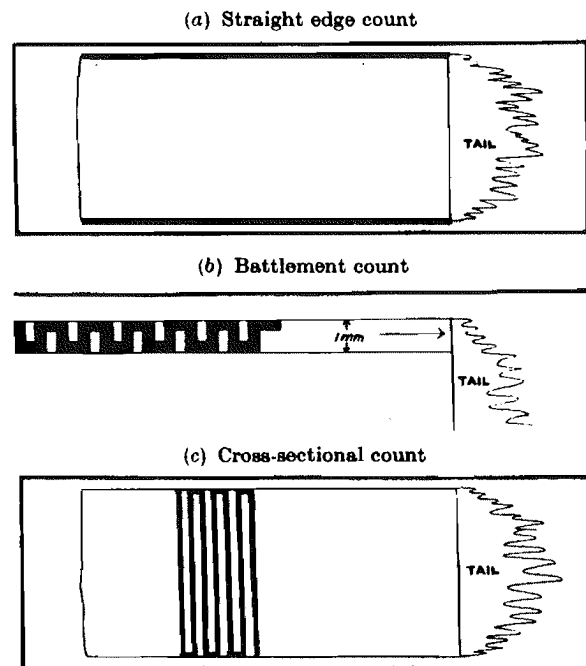 (a) Straight edge count
TAIL
(b) Battlement count
1mm
TAIL
(c) Cross-sectional count
TAIL